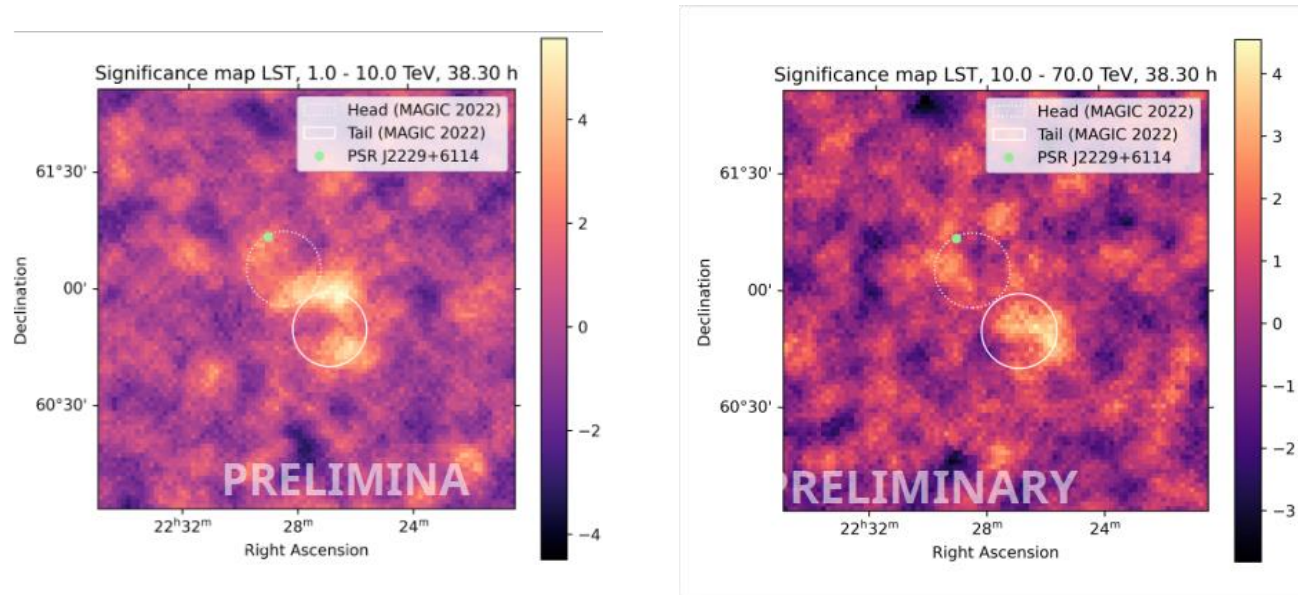 Significance map LST, 1.0 - 10.0 TeV, 38.30 h
Head (MAGIC 2022)
Tail (MAGIC 2022)
PSR J2229+6114
61°30'
00'
60°30'
Declination
22ʰ32ᵐ
28ᵐ
24ᵐ
Right Ascension
4
2
0
−2
−4
PRELIMINA
Significance map LST, 10.0 - 70.0 TeV, 38.30 h
Head (MAGIC 2022)
Tail (MAGIC 2022)
PSR J2229+6114
61°30'
00'
60°30'
Declination
22ʰ32ᵐ
28ᵐ
24ᵐ
Right Ascension
4
3
2
1
0
−1
−2
−3
PRELIMINARY